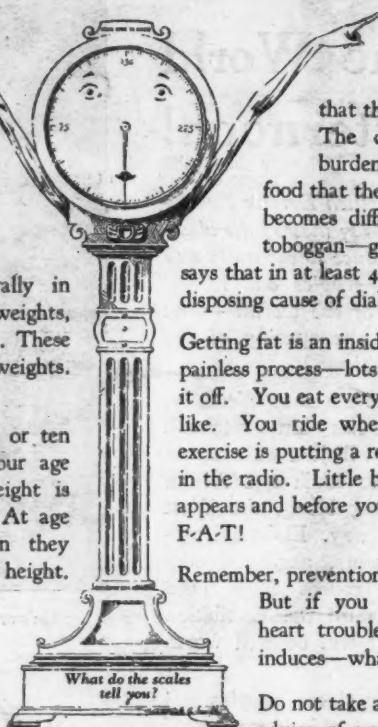 150
75
225
rally in
weights,
. These
weights.
or ten
our age
eight is
At age
n they
height.
What do the scales
tell you?
that th
The c
burden
food that the
becomes diff
toboggan—g
says that in at least 4
disposing cause of dia
Getting fat is an insid
painless process—lots
it off. You eat every
like. You ride whe
exercise is putting a re
in the radio. Little b
appears and before yo
F-A-T!
Remember, prevention
But if you
heart trouble
induces—wha
Do not take a